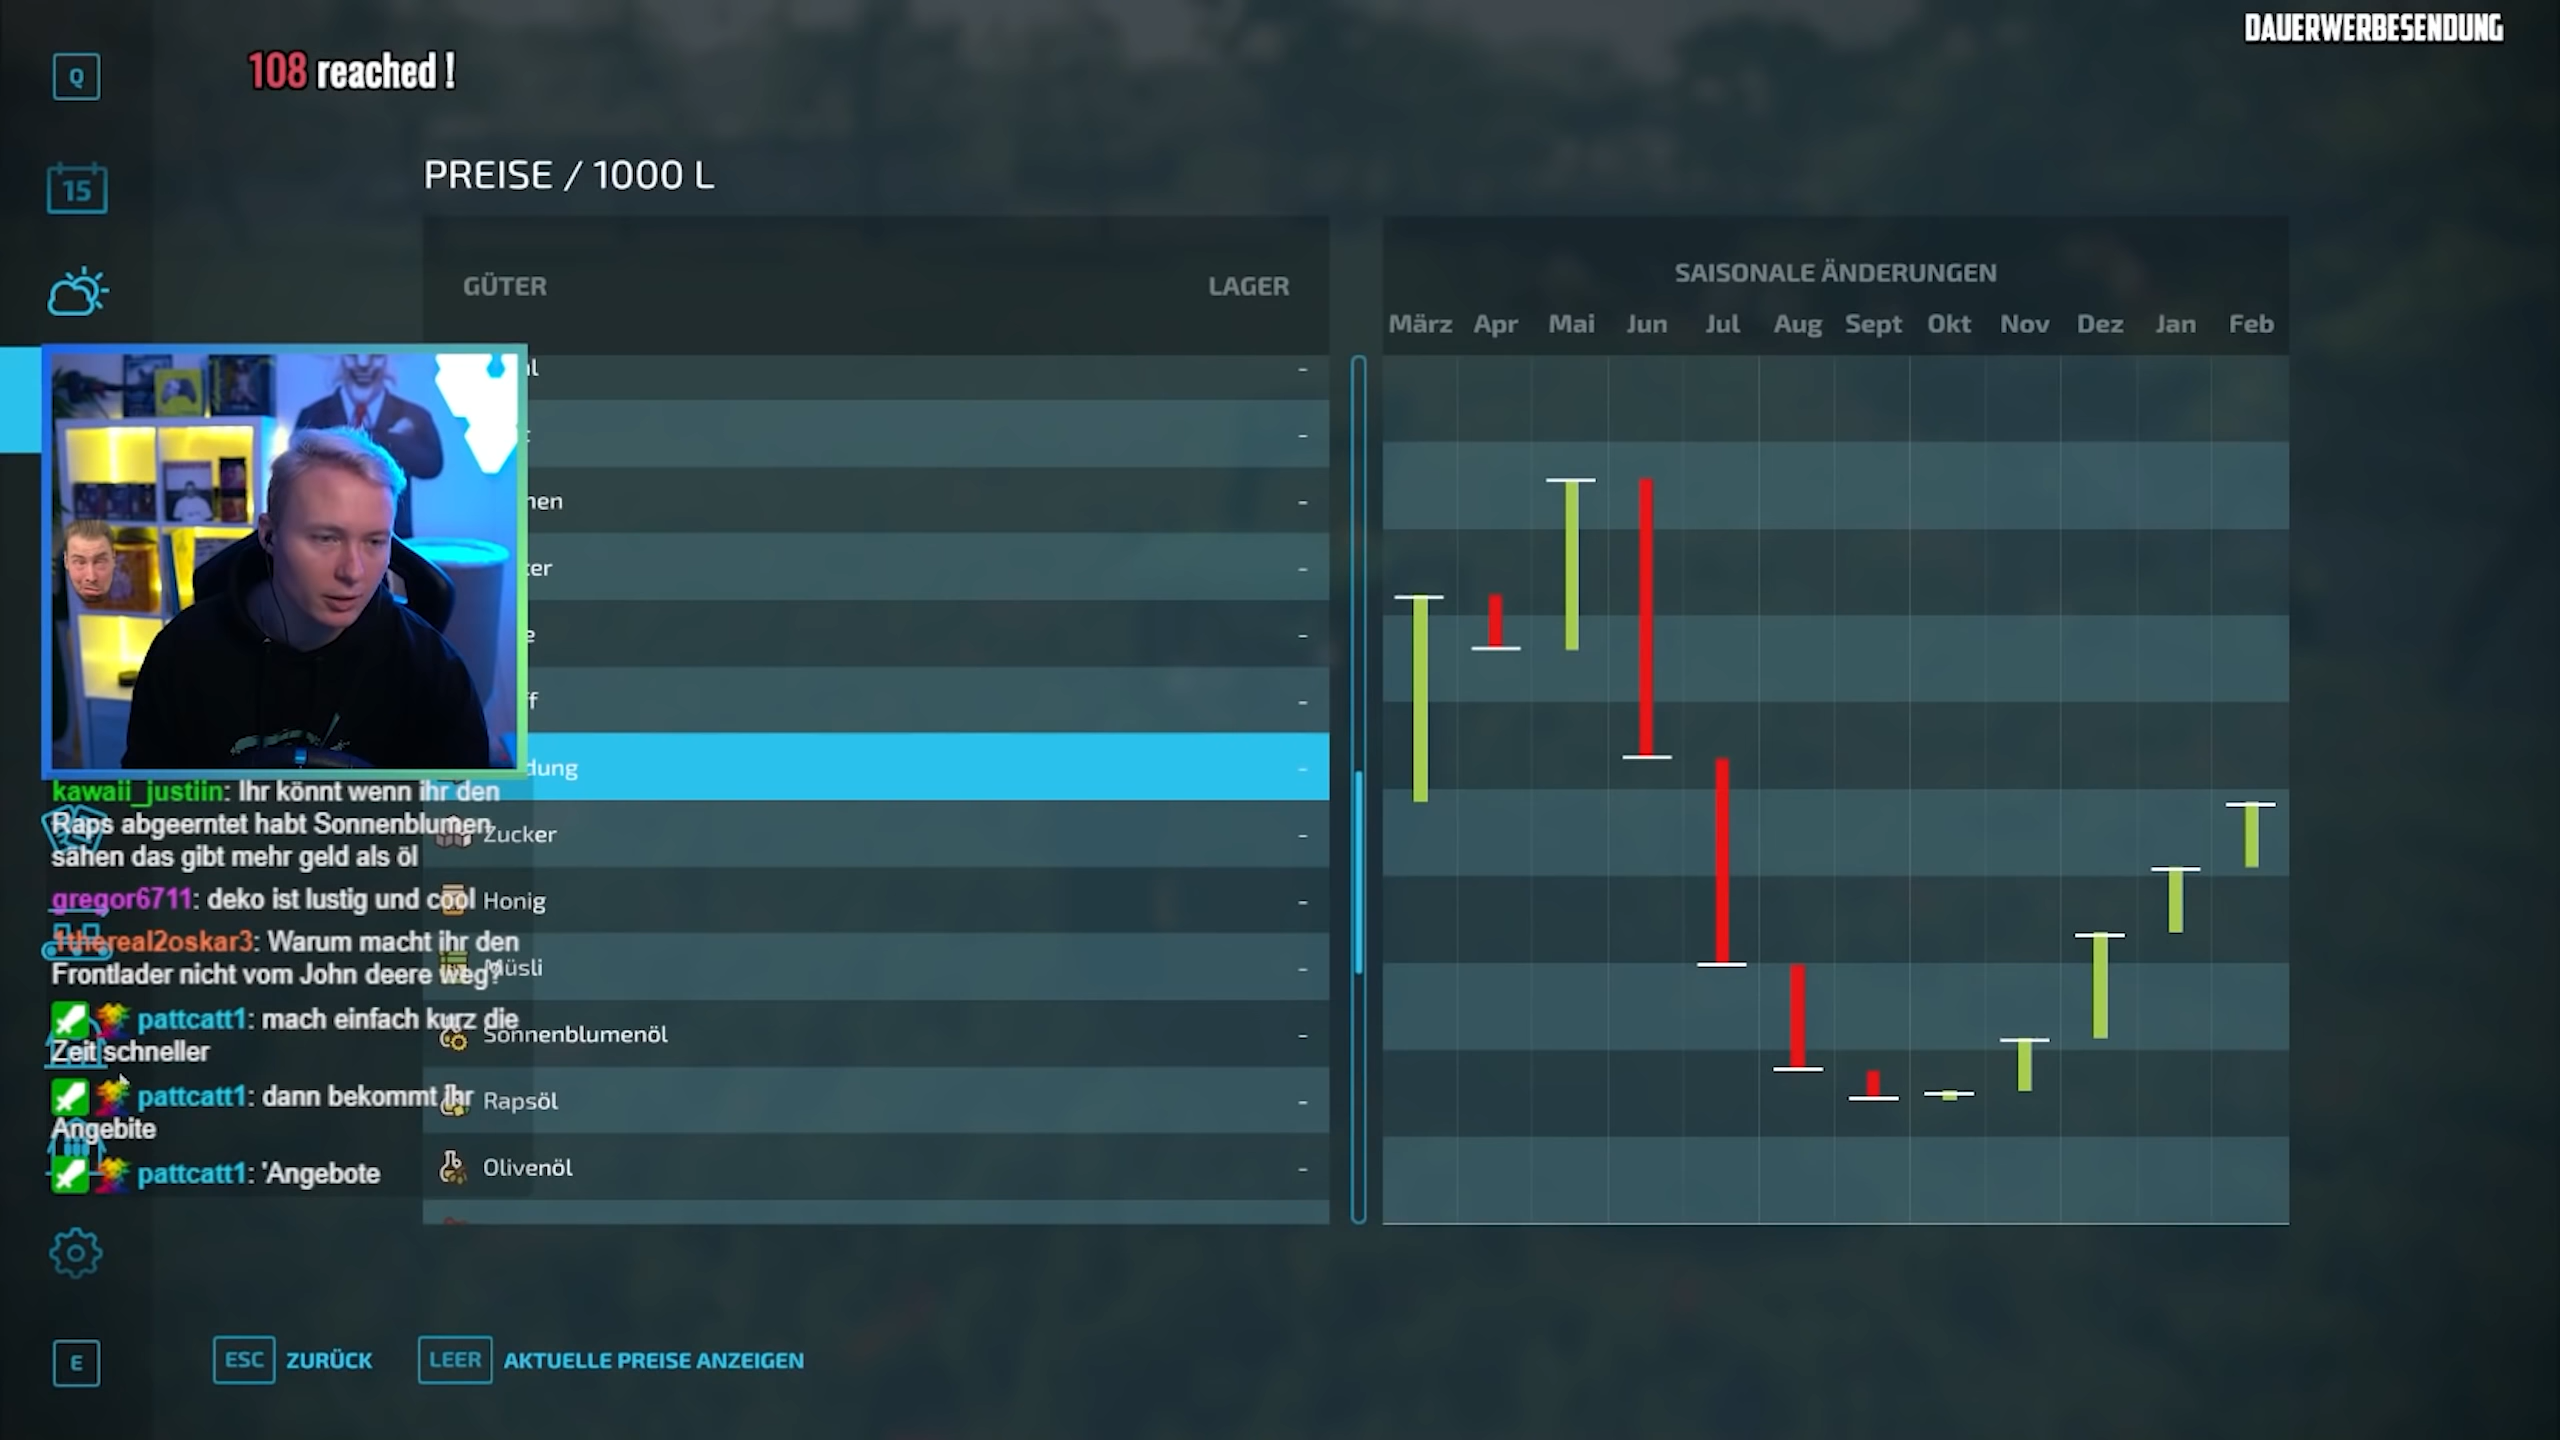 DAUERWERBESENDUNG
108 reached !
Q
15
PREISE / 1000 L
GÜTER LAGER
SAISONALE ÄNDERUNGEN
März Apr Mai Jun Jul Aug Sept Okt Nov Dez Jan Feb
-
-
-
-
-
-
dung -
Zucker -
Honig -
Müsli -
Sonnenblumenöl -
Rapsöl -
Olivenöl -
kawaii_justiin: Ihr könnt wenn ihr den
Raps abgeerntet habt Sonnenblumen
sähen das gibt mehr geld als öl
gregor6711: deko ist lustig und cool
1thereal2oskar3: Warum macht ihr den
Frontlader nicht vom John deere weg?
pattcatt1: mach einfach kurz die
Zeit schneller
pattcatt1: dann bekommt Ihr
Angebite
pattcatt1: 'Angebote
E
ESC ZURÜCK LEER AKTUELLE PREISE ANZEIGEN